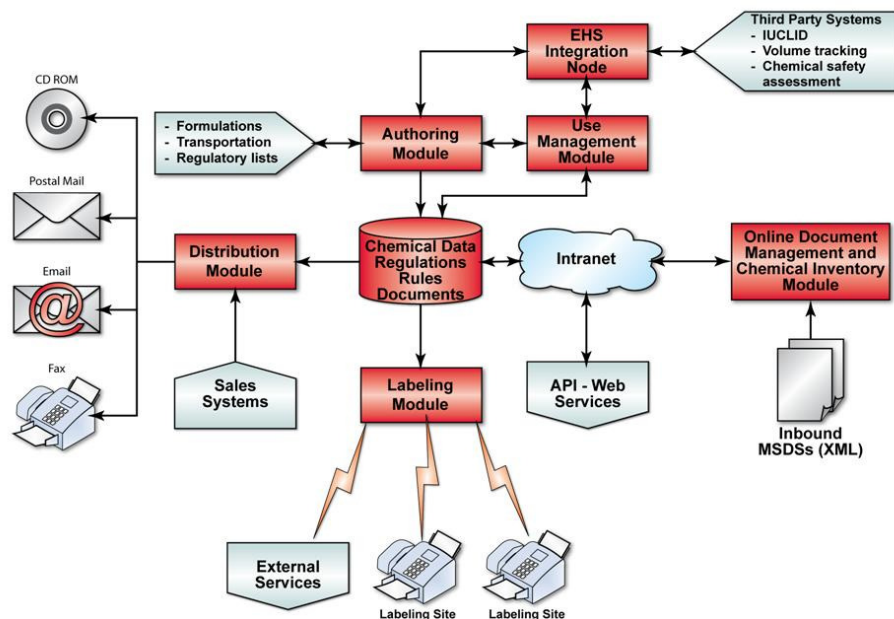 Third Party Systems
- IUCLID
- Volume tracking
- Chemical safety
assessment
EHS
Integration
Node
CD ROM
- Formulations
- Transportation
- Regulatory lists
Authoring
Module
Use
Management
Module
Postal Mail
Distribution
Module
Chemical Data
Regulations
Rules
Documents
Intranet
Online Document
Management and
Chemical Inventory
Module
Email
@
Fax
Sales
Systems
Labeling
Module
API - Web
Services
Inbound
MSDSs (XML)
External
Services
Labeling Site
Labeling Site